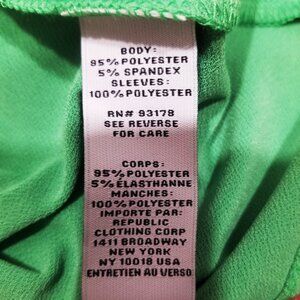 BODY:
95% POLYESTER
5% SPANDEX
SLEEVES:
100% POLYESTER
RN# 93178
SEE REVERSE
FOR CARE
CORPS:
95% POLYESTER
5% ÉLASTHANNE
MANCHES:
100% POLYESTER
IMPORTE PAR:
REPUBLIC
CLOTHING CORP
1411 BROADWAY
NEW YORK
NY 10018 USA
ENTRETIEN AU VERSO